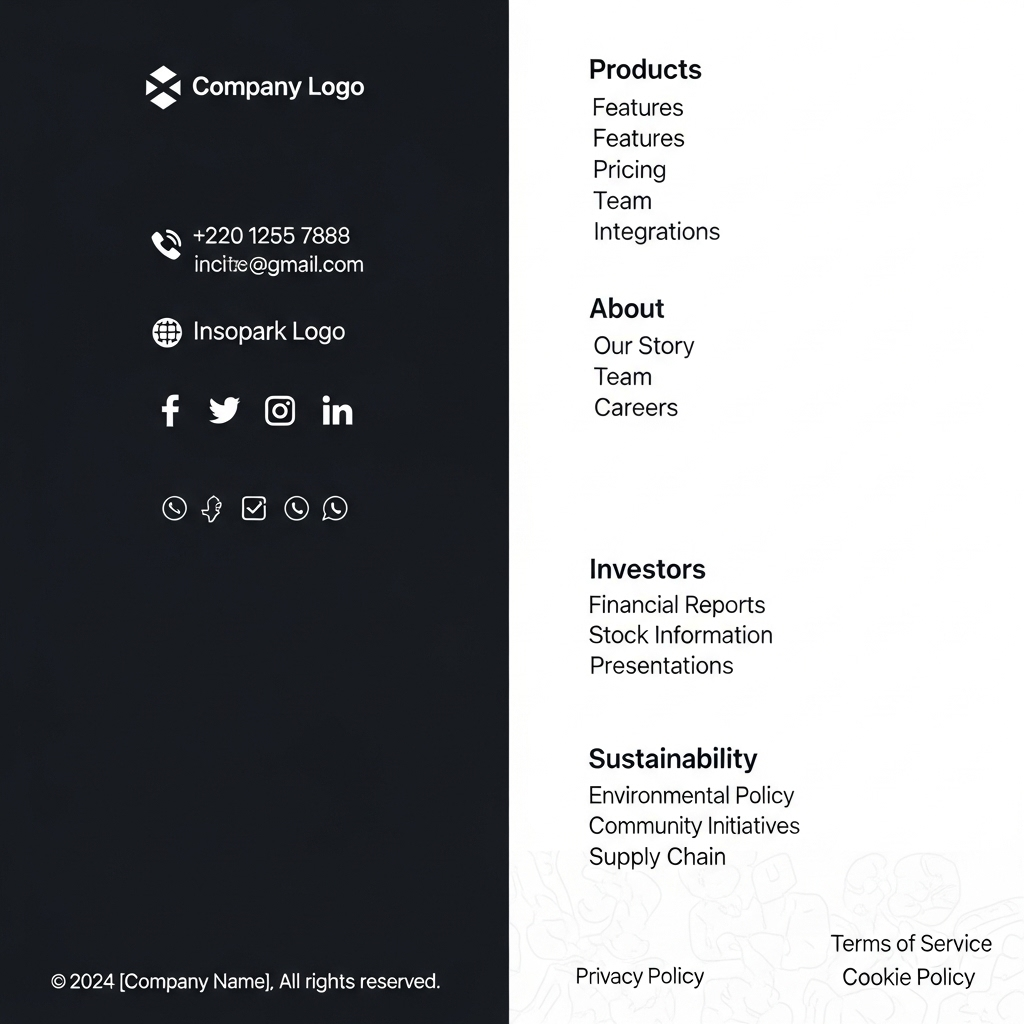 Company Logo
+220 1255 7888
@gmail.com
Insopark Logo
© 2024 [Company Name], All rights reserved.
Products
Features
Features
Pricing
Team
Integrations
About
Our Story
Team
Careers
Investors
Financial Reports
Stock Information
Presentations
Sustainability
Environmental Policy
Community Initiatives
Supply Chain
Privacy Policy
Terms of Service
Cookie Policy